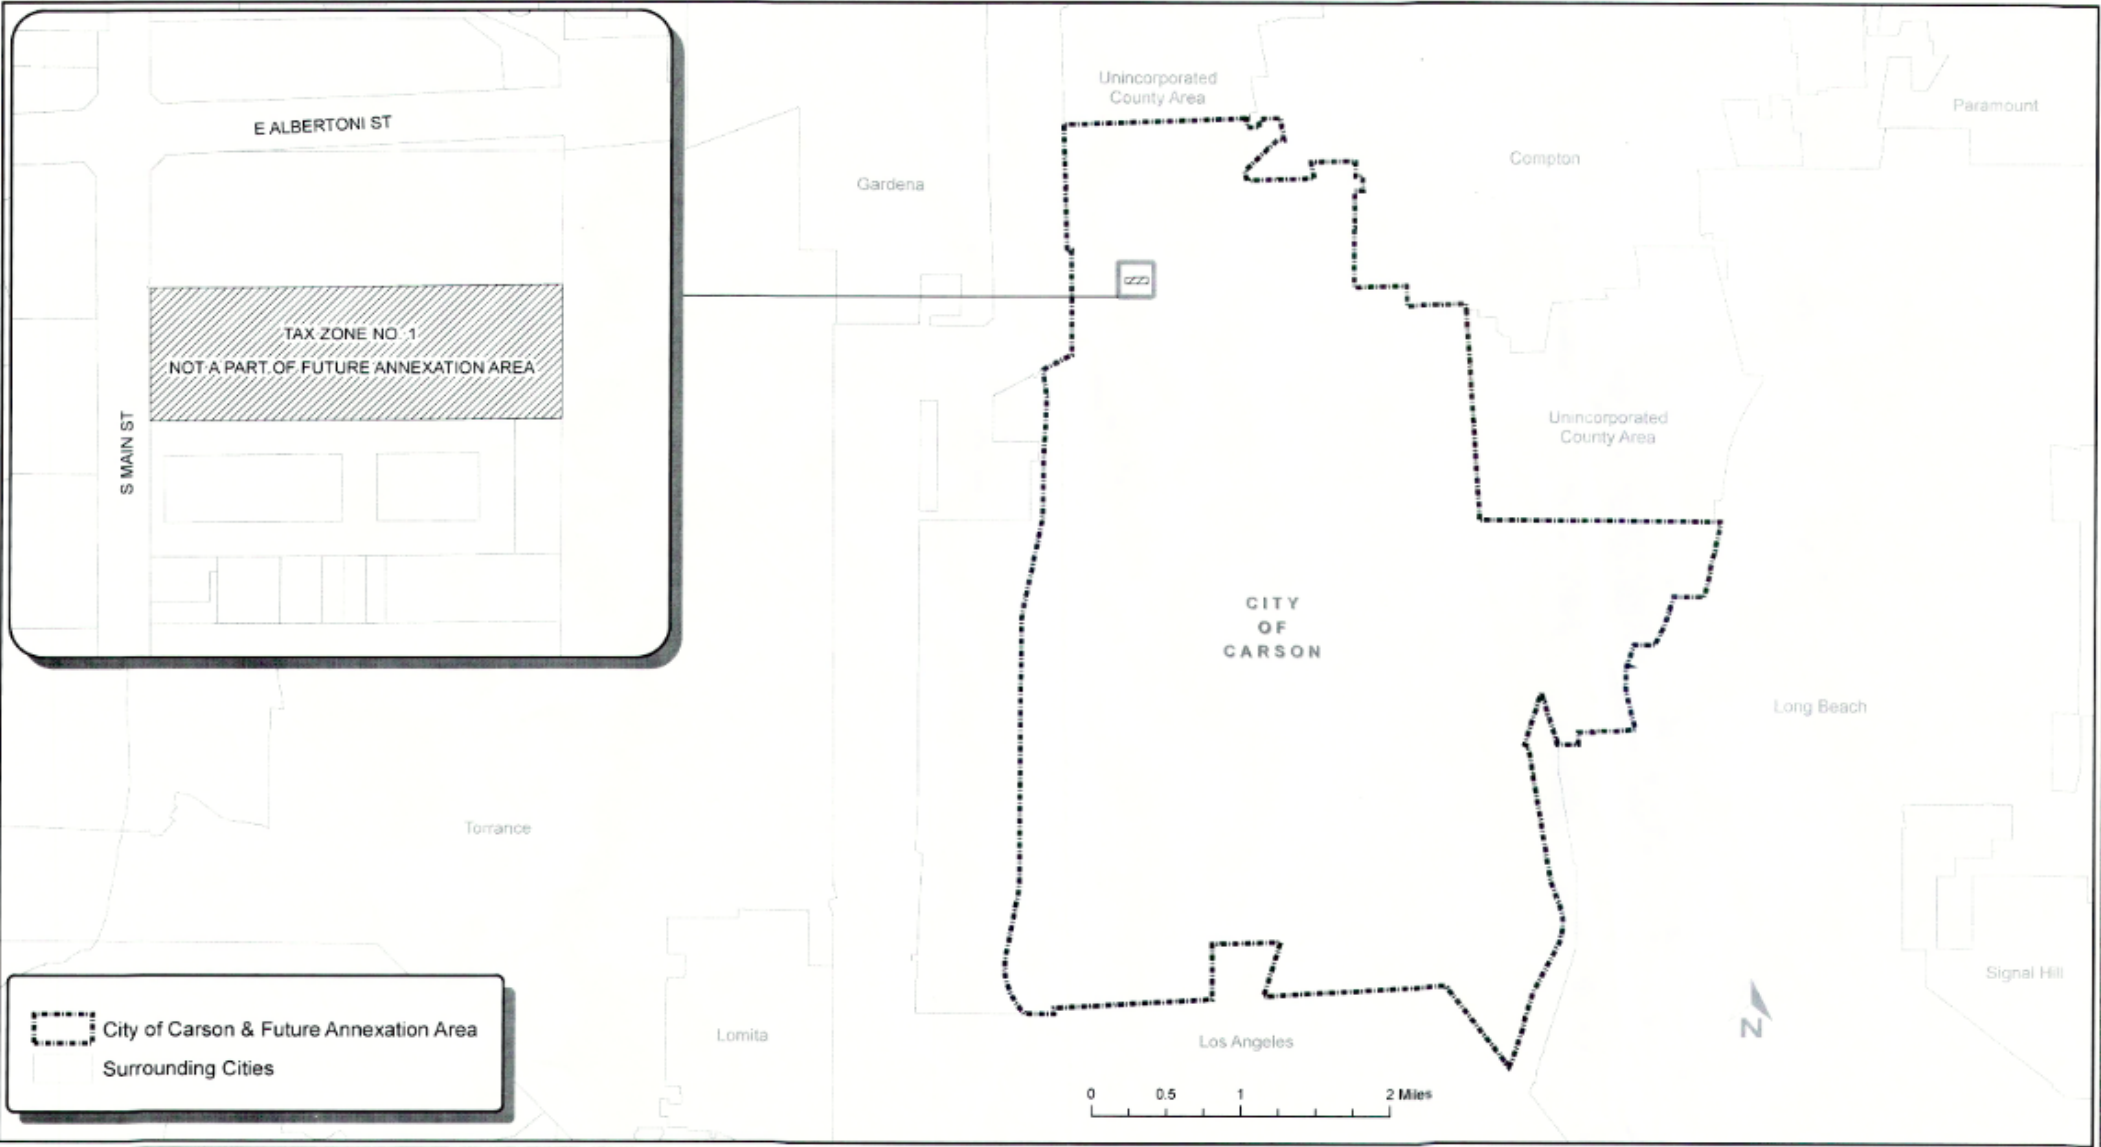 E ALBERTONI ST
TAX ZONE NO. 1
NOT A PART OF FUTURE ANNEXATION AREA
S MAIN ST
Unincorporated
County Area
Paramount
Compton
Gardena
Unincorporated
County Area
CITY
OF
CARSON
Long Beach
Torrance
Signal Hill
Lomita
Los Angeles
N
City of Carson & Future Annexation Area
Surrounding Cities
0 0.5 1 2 Miles